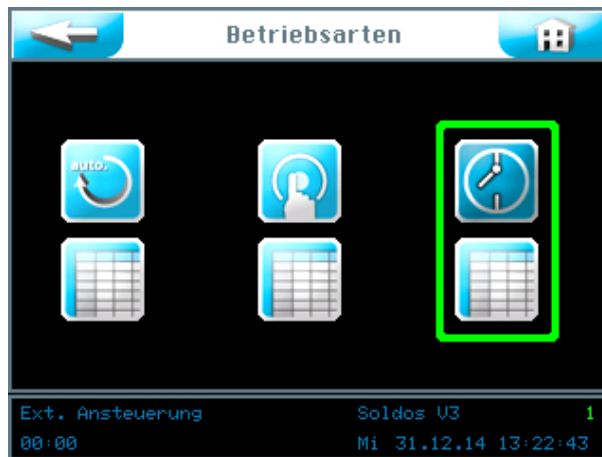 Betriebsarten
auto.
Ext. Ansteuerung
Soldos V3 1
00:00
Mi 31.12.14 13:22:43